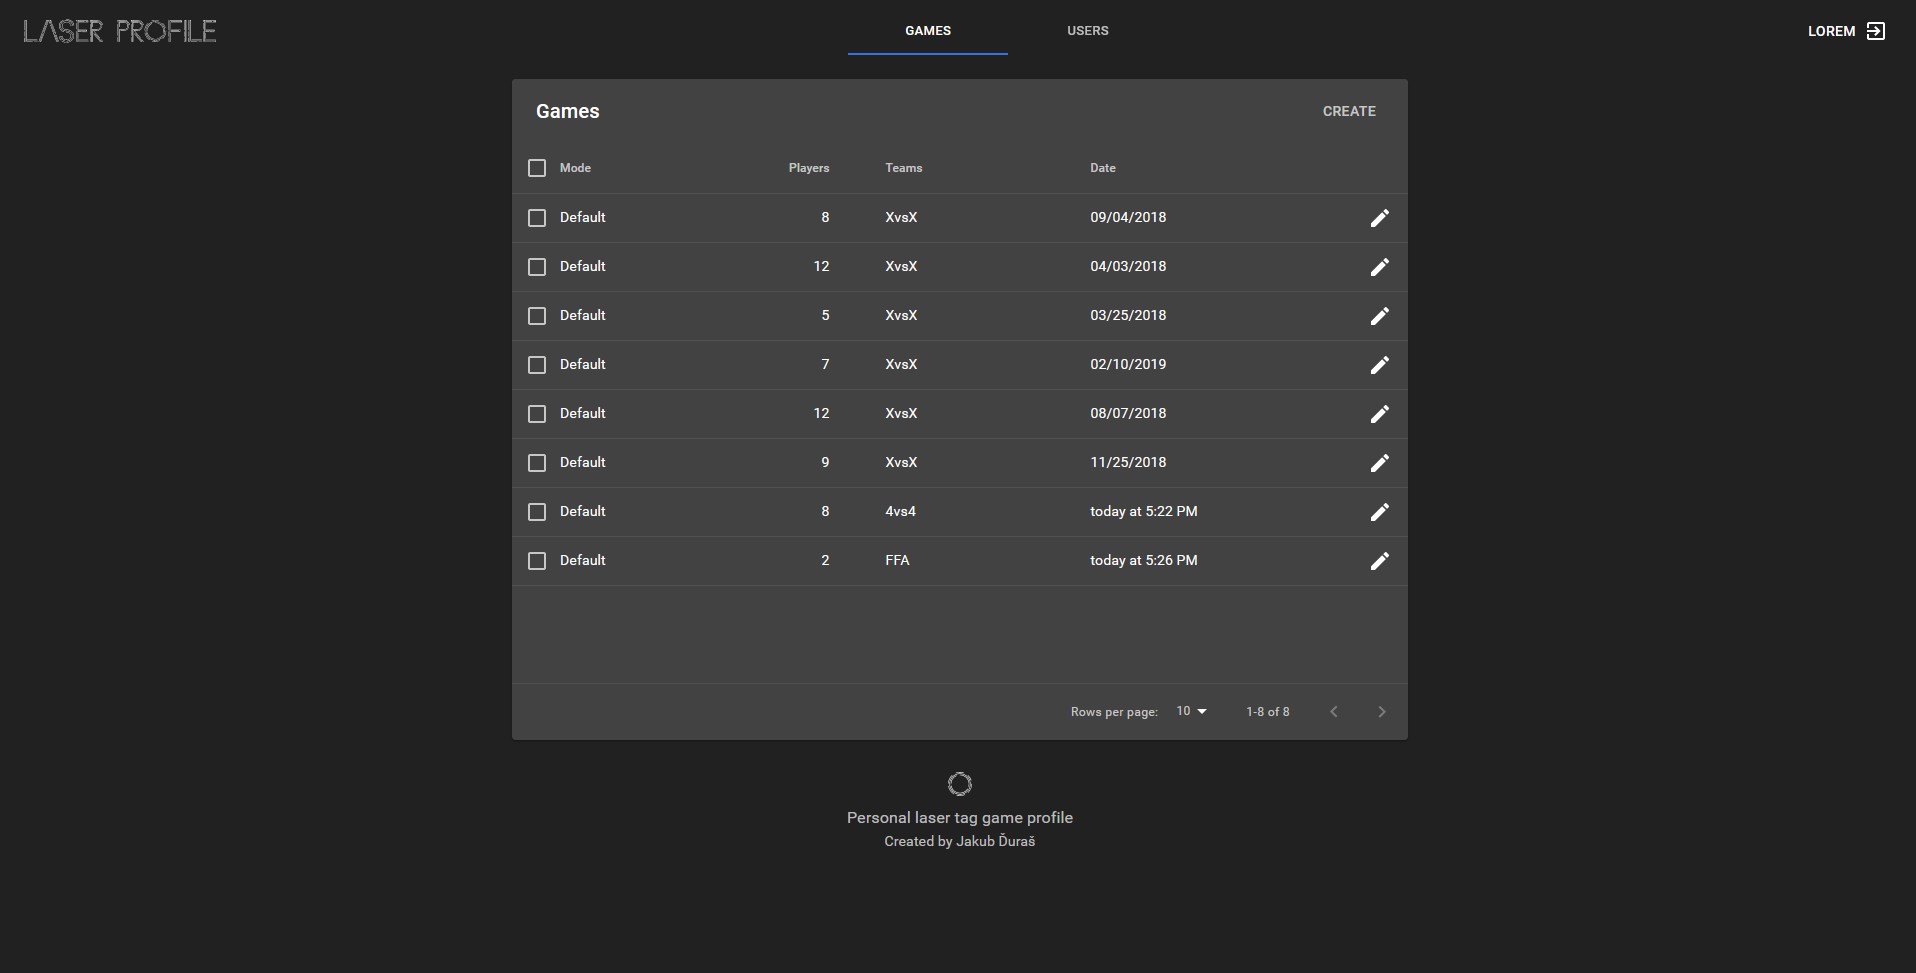 LASER PROFILE GAMES USERS LOREM
Games CREATE
Mode Players Teams Date
Default 8 XvsX 09/04/2018
Default 12 XvsX 04/03/2018
Default 5 XvsX 03/25/2018
Default 7 XvsX 02/10/2019
Default 12 XvsX 08/07/2018
Default 9 XvsX 11/25/2018
Default 8 4vs4 today at 5:22 PM
Default 2 FFA today at 5:26 PM
Rows per page: 10 1-8 of 8
Personal laser tag game profile
Created by Jakub Ďuraš